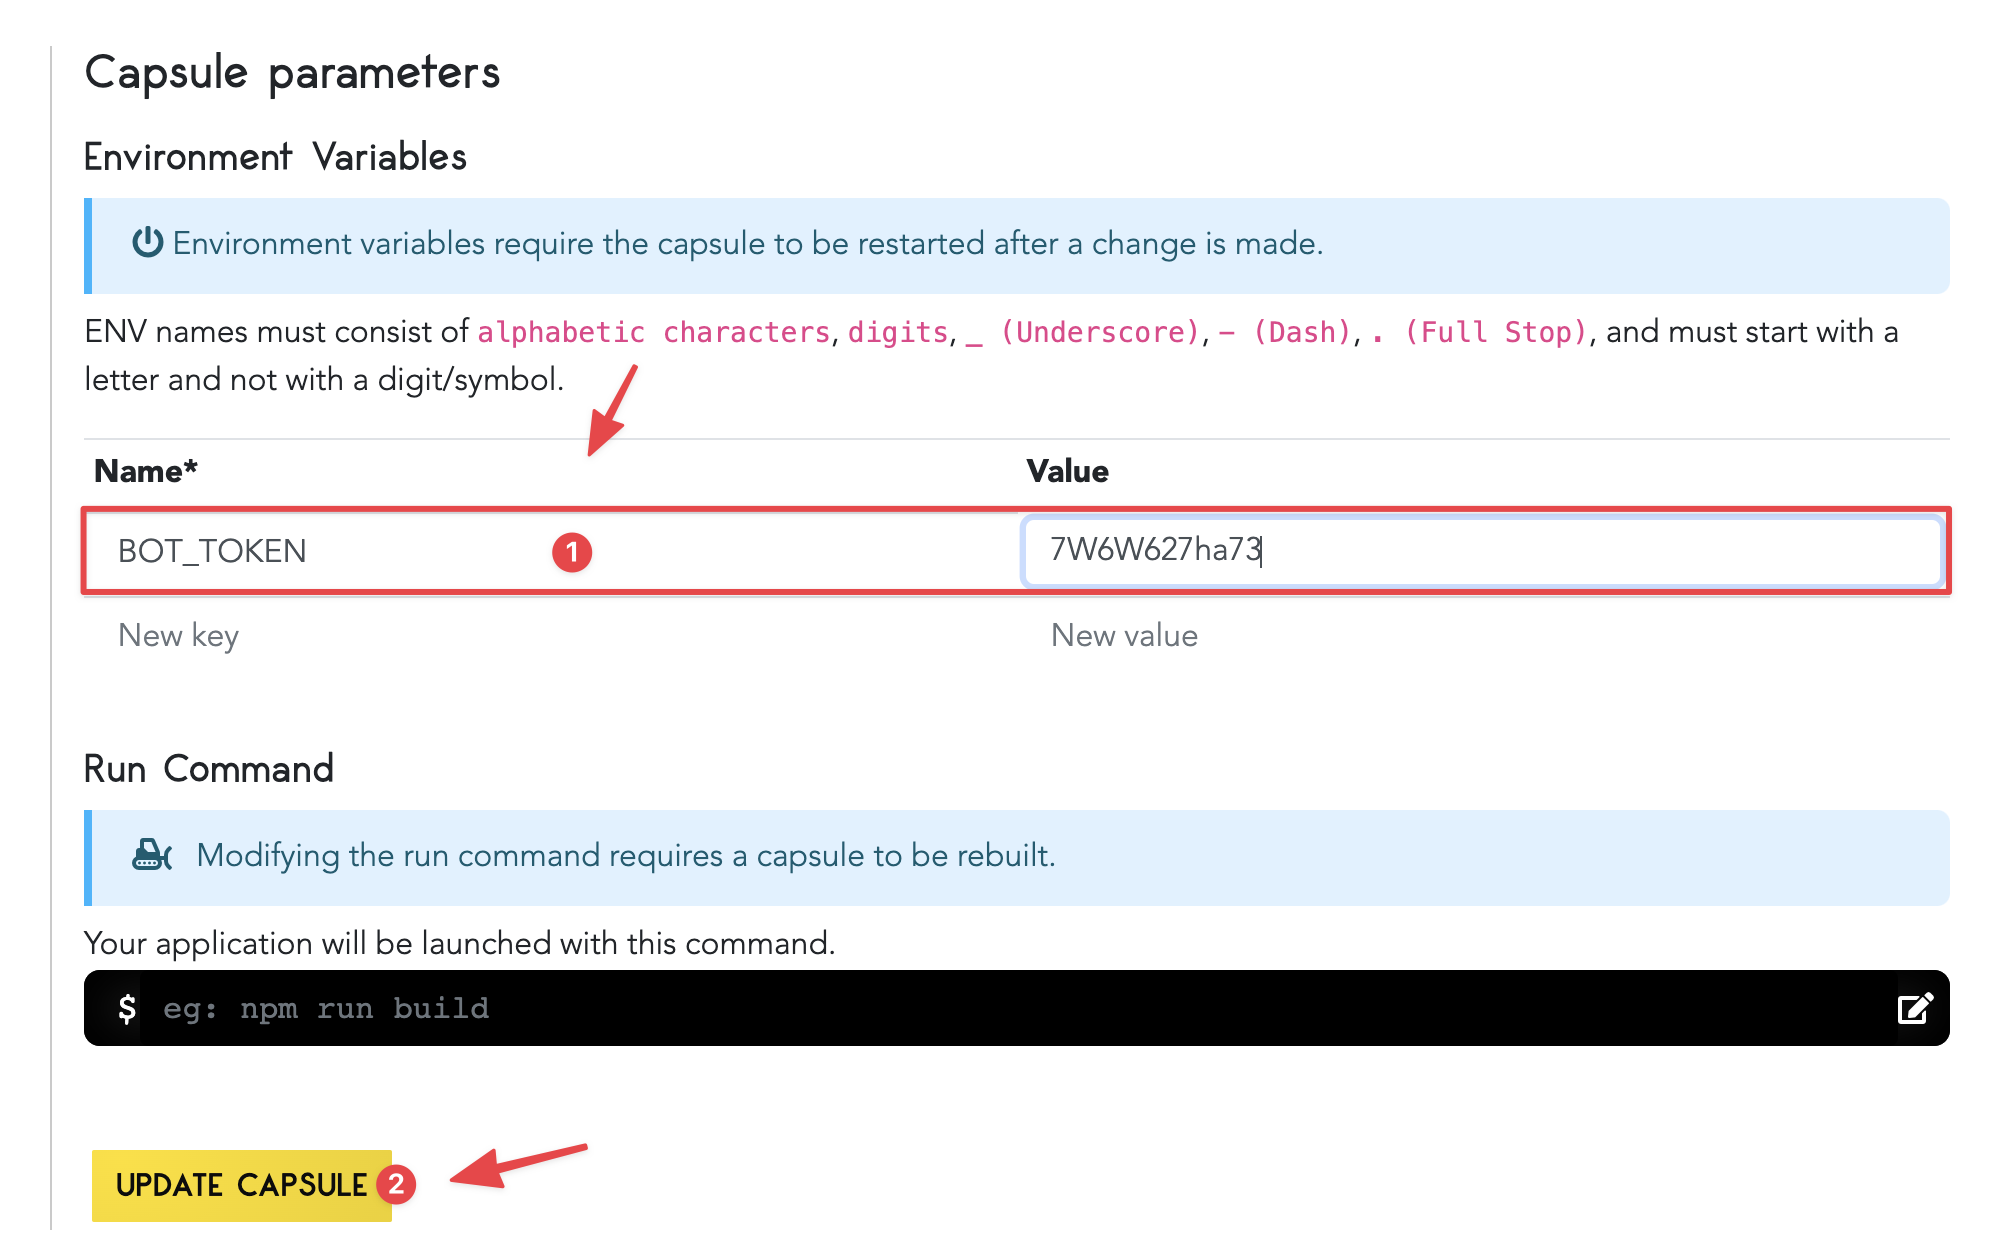 Capsule parameters
Environment Variables
Environment variables require the capsule to be restarted after a change is made.
ENV names must consist of alphabetic characters, digits, _ (Underscore), - (Dash), . (Full Stop), and must start with a
letter and not with a digit/symbol.
Name* Value
BOT_TOKEN 1 7W6W627ha73
New key New value
Run Command
Modifying the run command requires a capsule to be rebuilt.
Your application will be launched with this command.
$ eg: npm run build
UPDATE CAPSULE 2